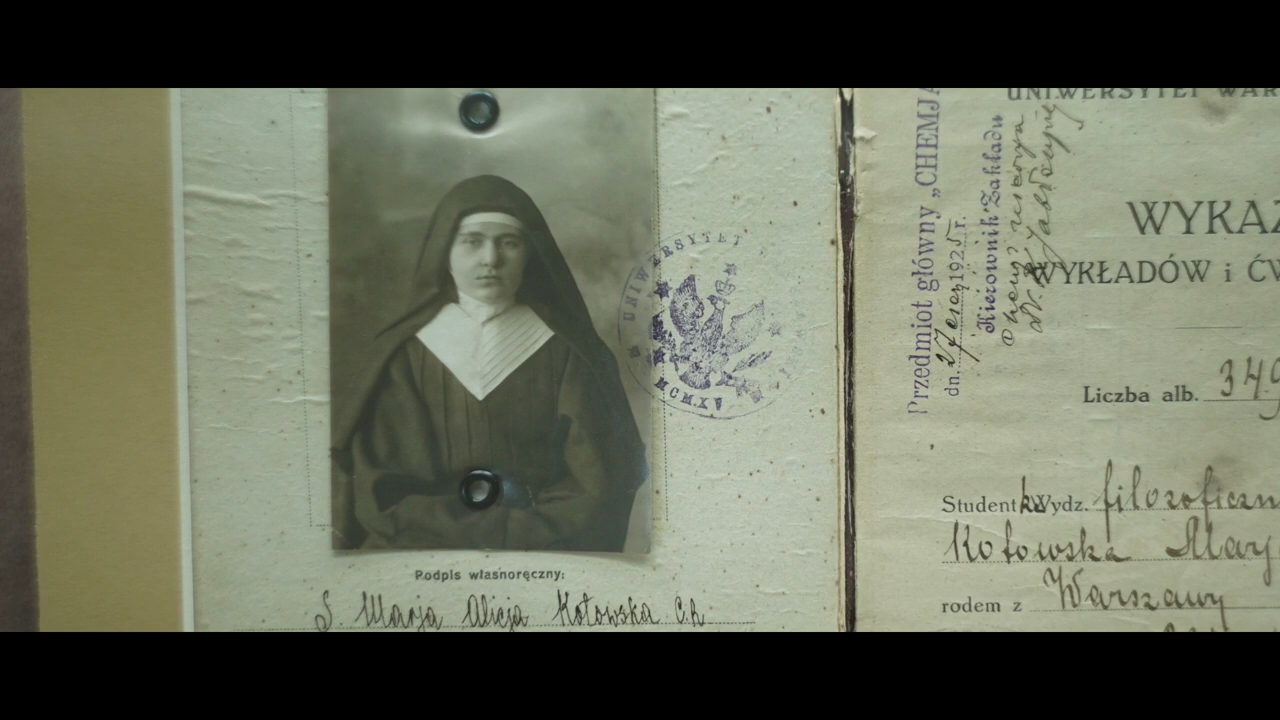 UNIWERSYTET
MCMXV
Podpis własnoręczny:
S. Marja Alicja Kotowska C.R.
Przedmiot główny „CHEMJA
dn. 27 1925 r.
Kierownik Zakładu
UNIWERSYTET WAR
WYKAZ
WYKŁADÓW i ĆW
Liczba alb. 349
Studentka Wydz. filozoficzn
Kotowska Marj
rodem z Warszawy